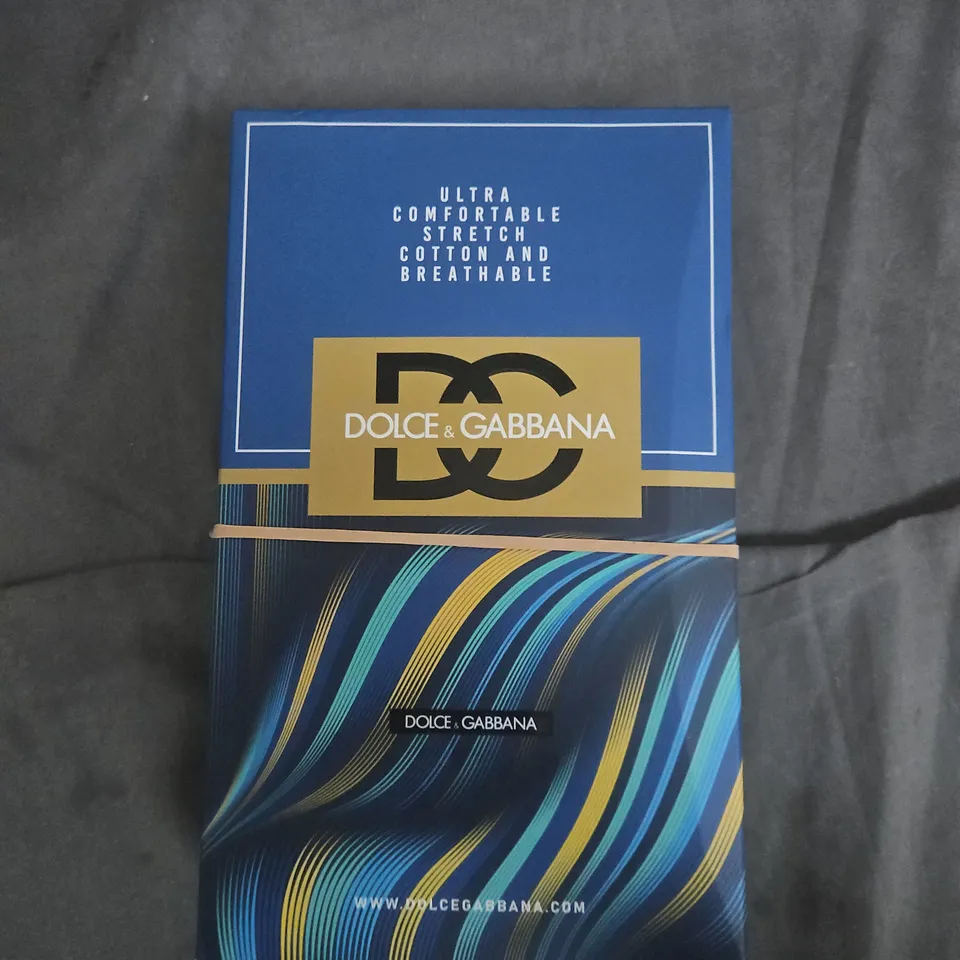 ULTRA
COMFORTABLE
STRETCH
COTTON AND
BREATHABLE
DC
DOLCE & GABBANA
DOLCE & GABBANA
WWW.DOLCEGABBANA.COM